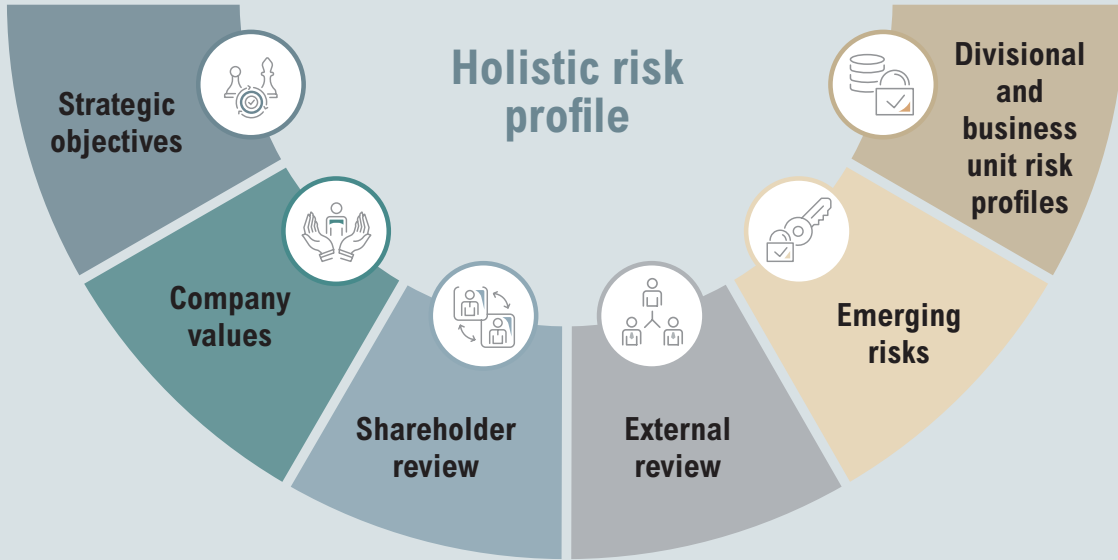 Holistic risk
profile
Strategic
objectives
Company
values
Shareholder
review
External
review
Emerging
risks
Divisional
and
business
unit risk
profiles